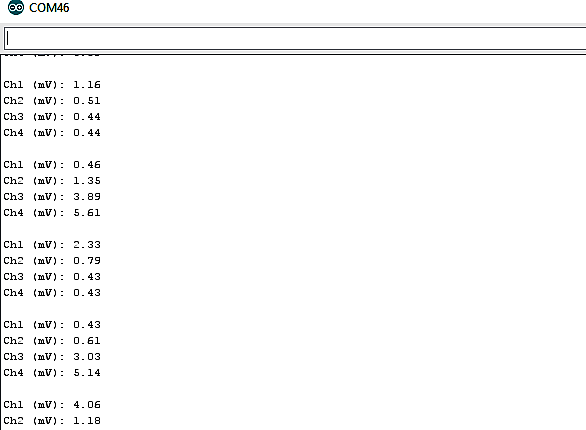 COM46
Ch1 (mV): 1.16
Ch2 (mV): 0.51
Ch3 (mV): 0.44
Ch4 (mV): 0.44
Ch1 (mV): 0.46
Ch2 (mV): 1.35
Ch3 (mV): 3.89
Ch4 (mV): 5.61
Ch1 (mV): 2.33
Ch2 (mV): 0.79
Ch3 (mV): 0.43
Ch4 (mV): 0.43
Ch1 (mV): 0.43
Ch2 (mV): 0.61
Ch3 (mV): 3.03
Ch4 (mV): 5.14
Ch1 (mV): 4.06
Ch2 (mV): 1.18